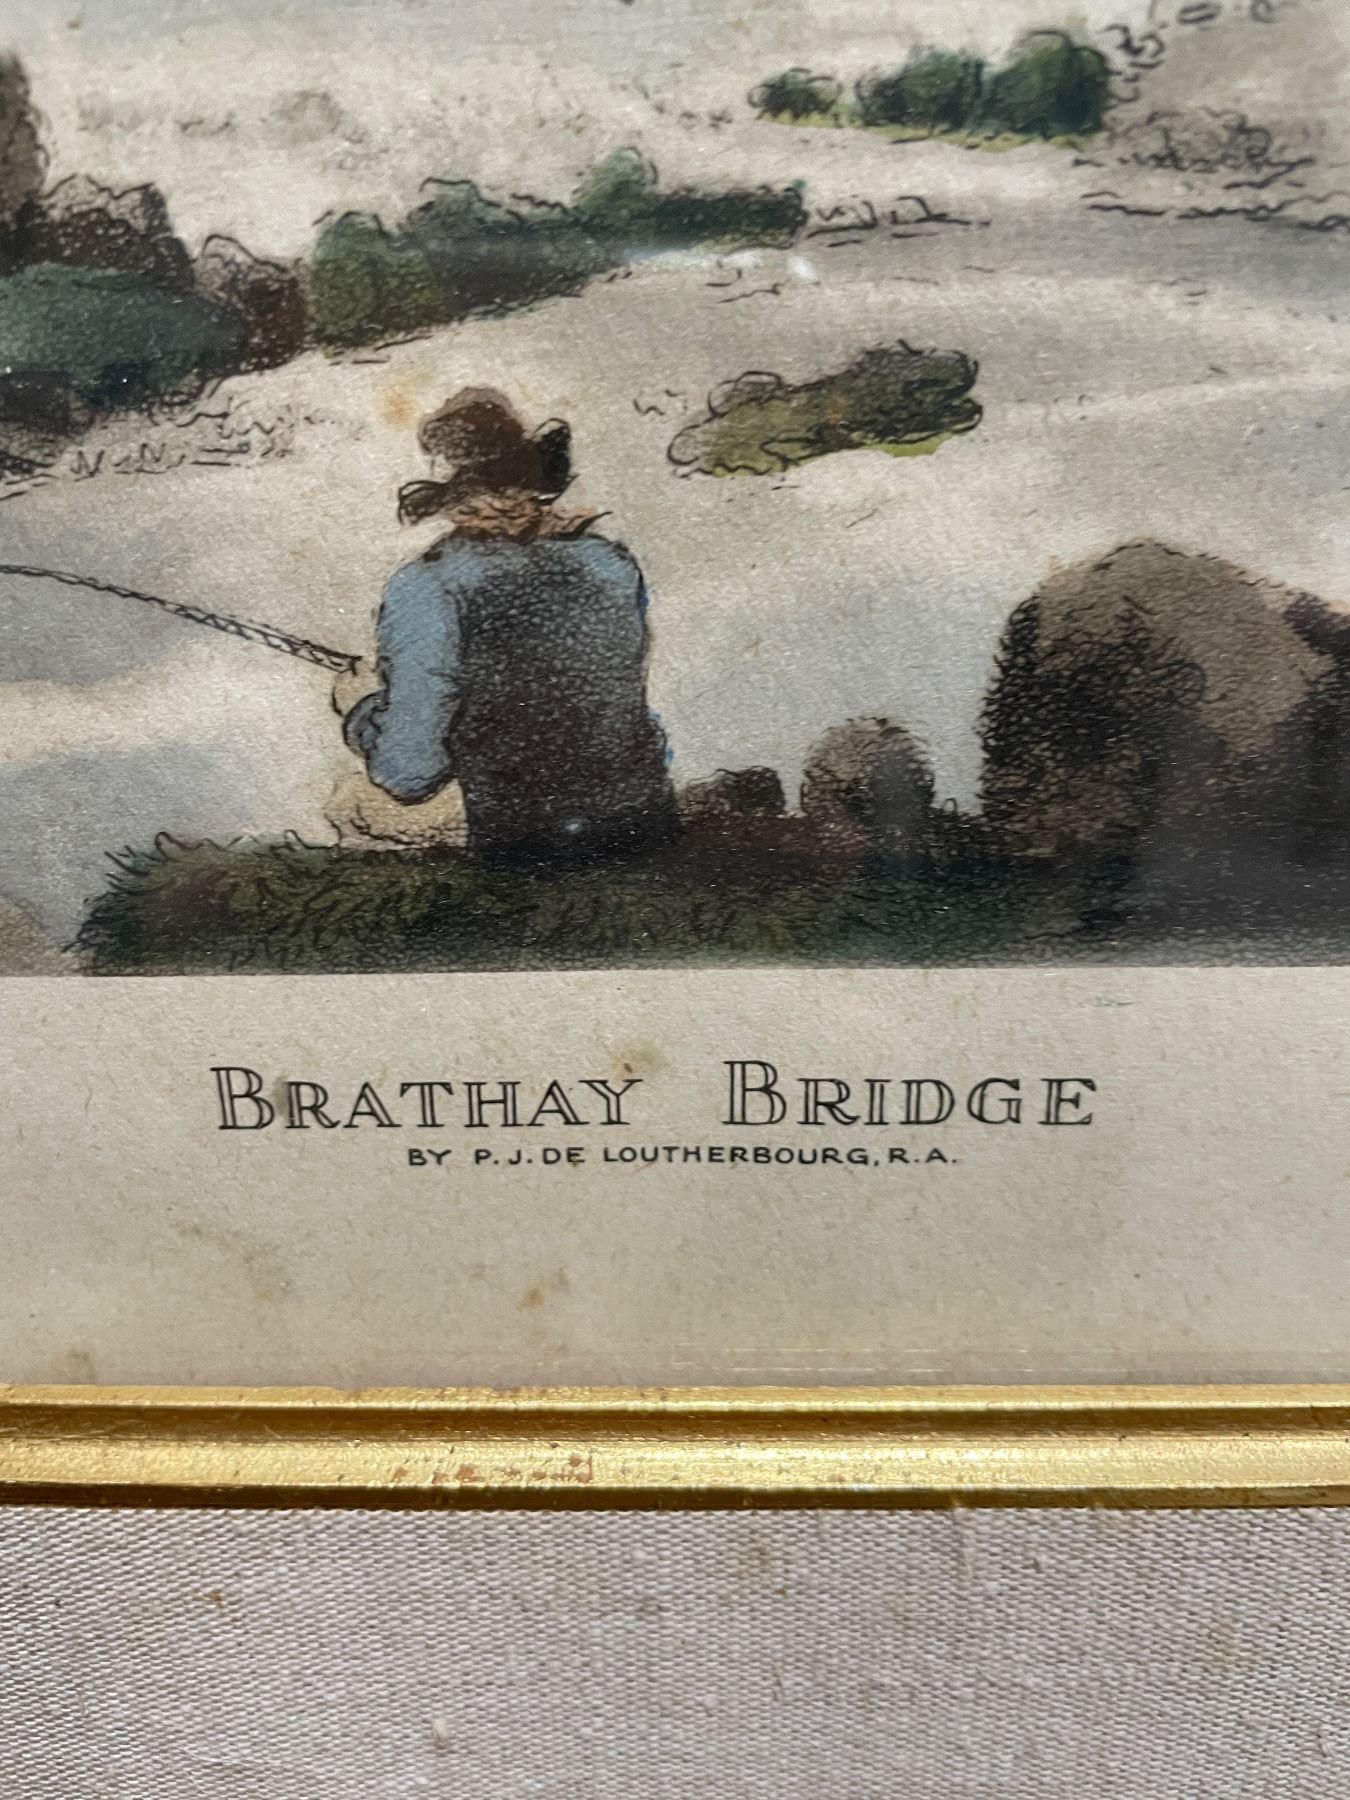 BRATHAY BRIDGE
BY P. J. DE LOUTHERBOURG, R.A.